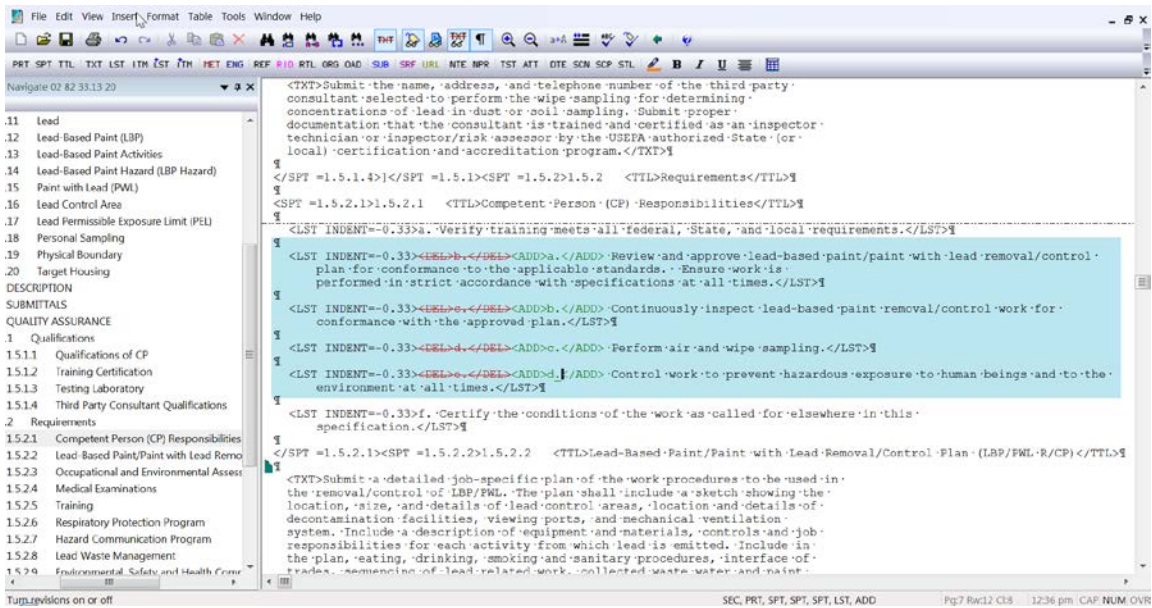 File Edit View Insert Format Table Tools Window Help
PRT SPT TTL TXT LST ITM LST ITM MET ENG REF RID RTL ORG OAD SUB SRF URL NTE NPR TST ATT DTE SCN SCP STL B I U
Navigate 02 82 33.13 20
.11 Lead
.12 Lead-Based Paint (LBP)
.13 Lead-Based Paint Activities
.14 Lead-Based Paint Hazard (LBP Hazard)
.15 Paint with Lead (PWL)
.16 Lead Control Area
.17 Lead Permissible Exposure Limit (PEL)
.18 Personal Sampling
.19 Physical Boundary
.20 Target Housing
DESCRIPTION
SUBMITTALS
QUALITY ASSURANCE
.1 Qualifications
1.5.1.1 Qualifications of CP
1.5.1.2 Training Certification
1.5.1.3 Testing Laboratory
1.5.1.4 Third Party Consultant Qualifications
.2 Requirements
1.5.2.1 Competent Person (CP) Responsibilities
1.5.2.2 Lead-Based Paint/Paint with Lead Remo
1.5.2.3 Occupational and Environmental Assess
1.5.2.4 Medical Examinations
1.5.2.5 Training
1.5.2.6 Respiratory Protection Program
1.5.2.7 Hazard Communication Program
1.5.2.8 Lead Waste Management
1.5.2.9 Environmental, Safety and Health Comp
<TXT>Submit·the·name,·address,·and·telephone·number·of·the·third·party·
consultant·selected·to·perform·the·wipe·sampling·for·determining·
concentrations·of·lead·in·dust·or·soil·sampling.·Submit·proper·
documentation·that·the·consultant·is·trained·and·certified·as·an·inspector·
technician·or·inspector/risk·assessor·by·the·USEPA·authorized·State·(or·
local)·certification·and·accreditation·program.</TXT>¶
¶
</SPT =1.5.1.4>]</SPT =1.5.1><SPT =1.5.2>1.5.2 <TTL>Requirements</TTL>¶
¶
<SPT =1.5.2.1>1.5.2.1 <TTL>Competent·Person·(CP)·Responsibilities</TTL>¶
¶
<LST INDENT=-0.33>a.·Verify·training·meets·all·federal,·State,·and·local·requirements.</LST>¶
¶
<LST INDENT=-0.33><DEL>b.</DEL><ADD>a.</ADD>·Review·and·approve·lead-based·paint/paint·with·lead·removal/control·
plan·for·conformance·to·the·applicable·standards.··Ensure·work·is·
performed·in·strict·accordance·with·specifications·at·all·times.</LST>¶
¶
<LST INDENT=-0.33><DEL>c.</DEL><ADD>b.</ADD>·Continuously·inspect·lead-based·paint·removal/control·work·for·
conformance·with·the·approved·plan.</LST>¶
¶
<LST INDENT=-0.33><DEL>d.</DEL><ADD>c.</ADD>·Perform·air·and·wipe·sampling.</LST>¶
¶
<LST INDENT=-0.33><DEL>e.</DEL><ADD>d.</ADD>·Control·work·to·prevent·hazardous·exposure·to·human·beings·and·to·the·
environment·at·all·times.</LST>¶
¶
<LST INDENT=-0.33>f.·Certify·the·conditions·of·the·work·as·called·for·elsewhere·in·this·
specification.</LST>¶
¶
</SPT =1.5.2.1><SPT =1.5.2.2>1.5.2.2 <TTL>Lead-Based·Paint/Paint·with·Lead·Removal/Control·Plan·(LBP/PWL·R/CP)</TTL>¶
¶
<TXT>Submit·a·detailed·job-specific·plan·of·the·work·procedures·to·be·used·in·
the·removal/control·of·LBP/PWL.·The·plan·shall·include·a·sketch·showing·the·
location,·size,·and·details·of·lead·control·areas,·location·and·details·of·
decontamination·facilities,·viewing·ports,·and·mechanical·ventilation·
system.·Include·a·description·of·equipment·and·materials,·controls·and·job·
responsibilities·for·each·activity·from·which·lead·is·emitted.·Include·in·
the·plan,·eating,·drinking,·smoking·and·sanitary·procedures,·interface·of·
trades,·sequencing·of·lead·related·work,·collected·waste·water·and·paint·
Turn revisions on or off SEC, PRT, SPT, SPT, SPT, LST, ADD Pg:7 Rw:12 Cl:8 12:36 pm CAP NUM OVR